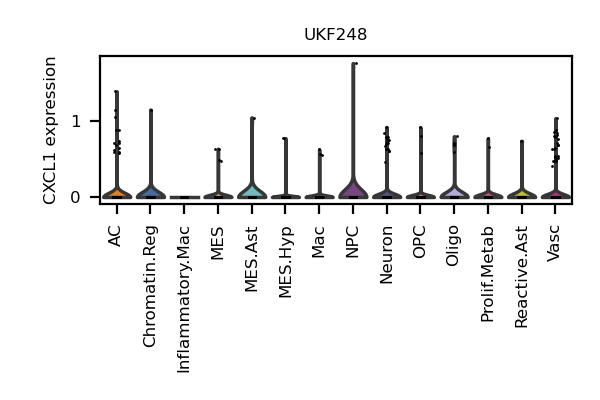 UKF248
CXCL1 expression
1
0
AC
Chromatin.Reg
Inflammatory.Mac
MES
MES.Ast
MES.Hyp
Mac
NPC
Neuron
OPC
Oligo
Prolif.Metab
Reactive.Ast
Vasc